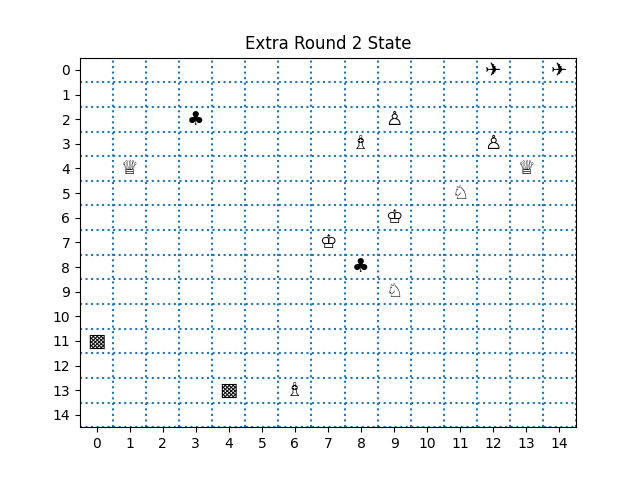 Extra Round 2 State
0 ✈ ✈
1
2 ♣ ♙
3 ♗ ♙
4 ♕ ♕
5 ♘
6 ♔
7 ♔
8 ♣
9 ♘
10
11 ▩
12
13 ▩ ♗
14
0 1 2 3 4 5 6 7 8 9 10 11 12 13 14